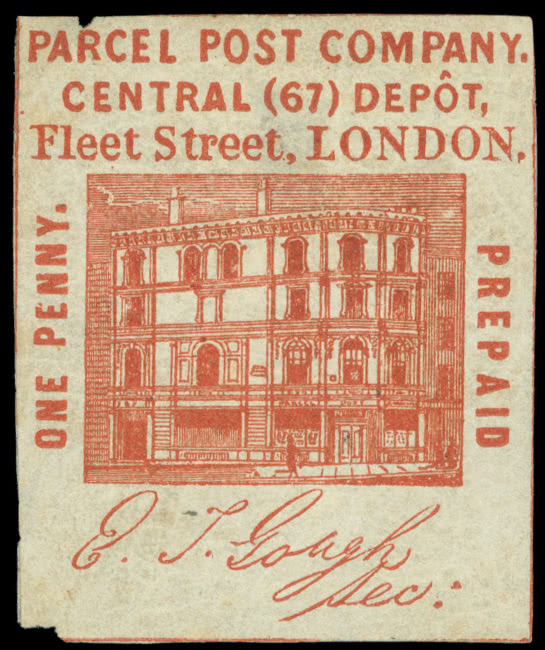 PARCEL POST COMPANY.
CENTRAL (67) DEPÔT,
Fleet Street, LONDON.
ONE PENNY.
PREPAID
E. J. Gough
Sec: